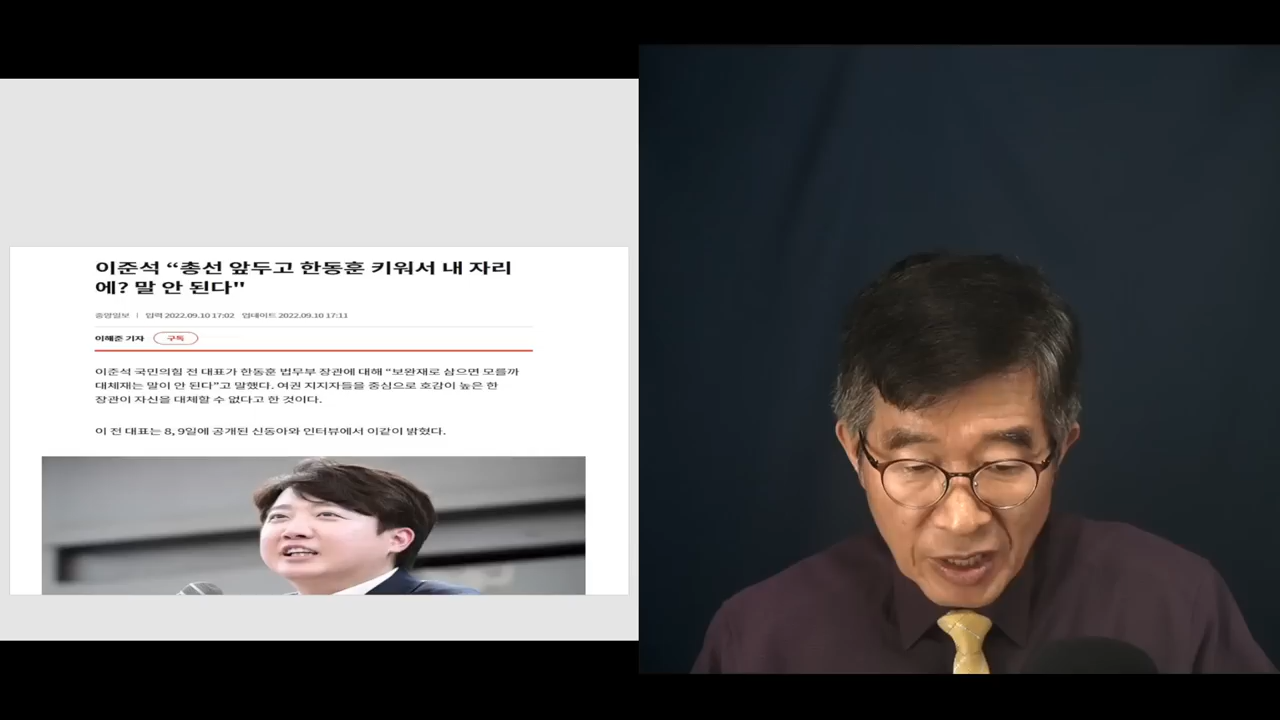 이준석 “총선 앞두고 한동훈 키워서 내 자리
에? 말 안 된다"
중앙일보 | 입력 2022.09.10 17:02 업데이트 2022.09.10 17:11
이해준 기자 구독
이준석 국민의힘 전 대표가 한동훈 법무부 장관에 대해 “보완재로 삼으면 모를까
대체재는 말이 안 된다”고 말했다. 여권 지지자들을 중심으로 호감이 높은 한
장관이 자신을 대체할 수 없다고 한 것이다.
이 전 대표는 8, 9일에 공개된 신동아와 인터뷰에서 이같이 밝혔다.